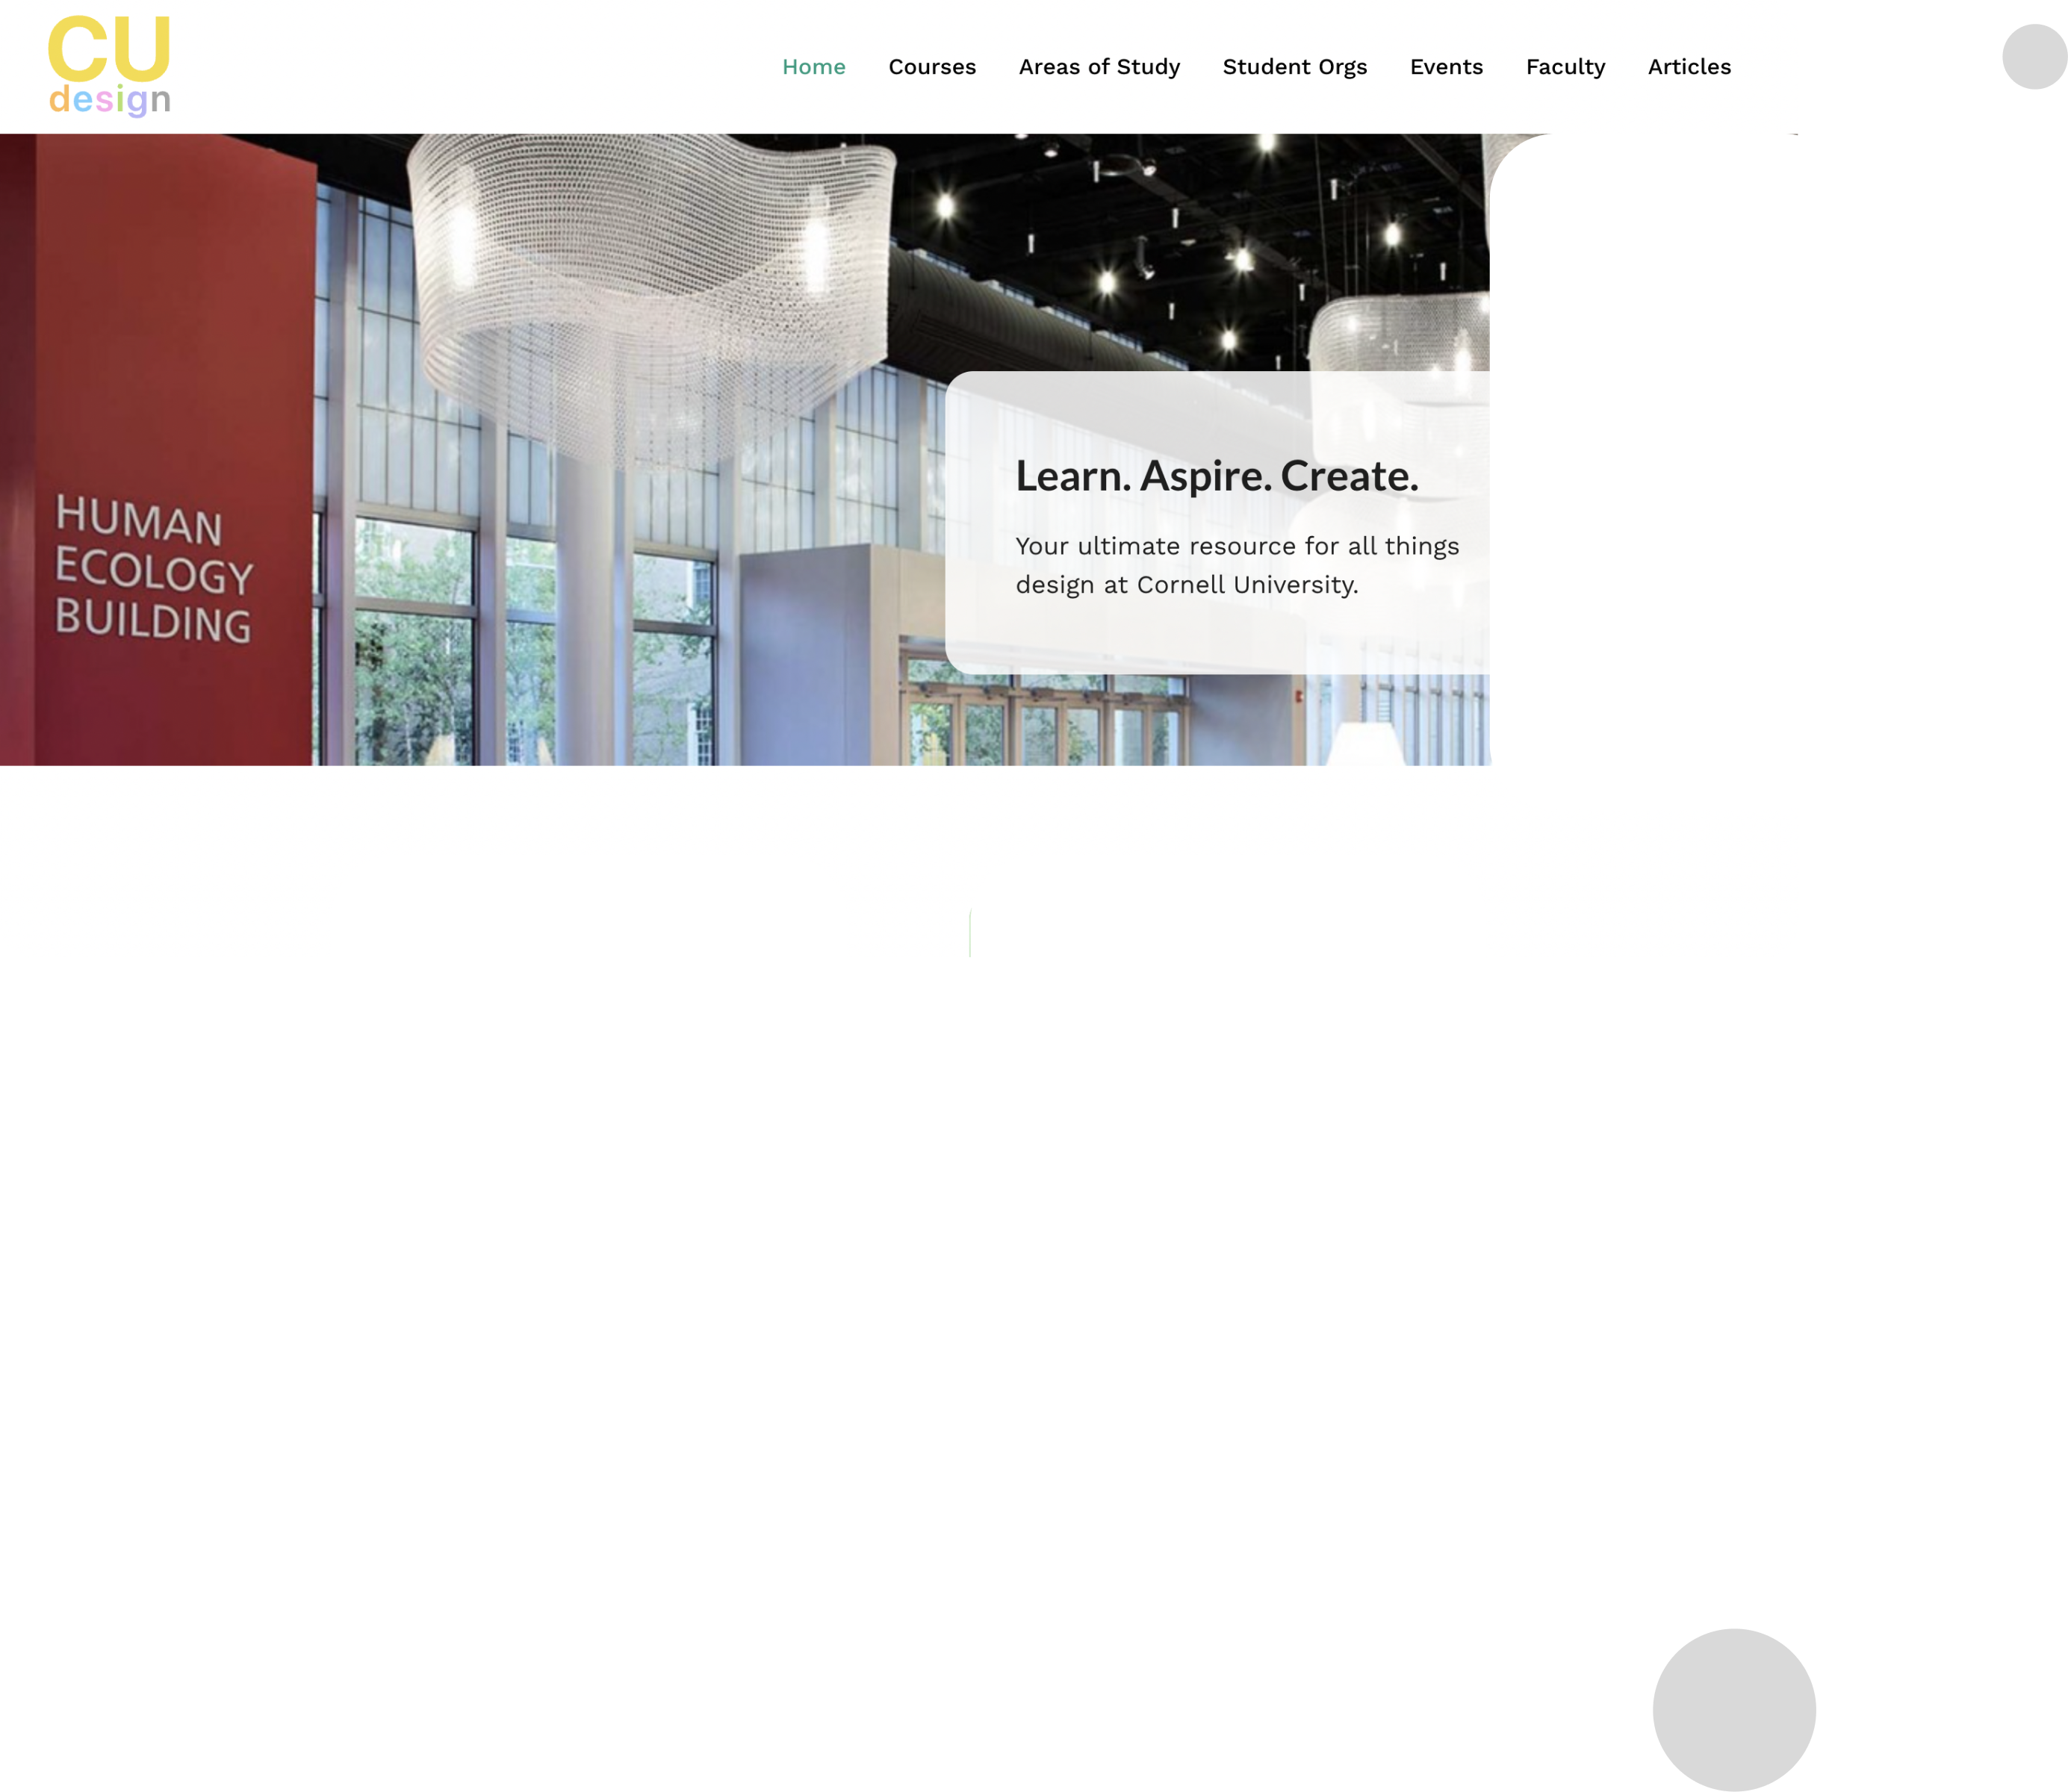 CU
design
Home Courses Areas of Study Student Orgs Events Faculty Articles
HUMAN
ECOLOGY
BUILDING
Learn. Aspire. Create.
Your ultimate resource for all things
design at Cornell University.